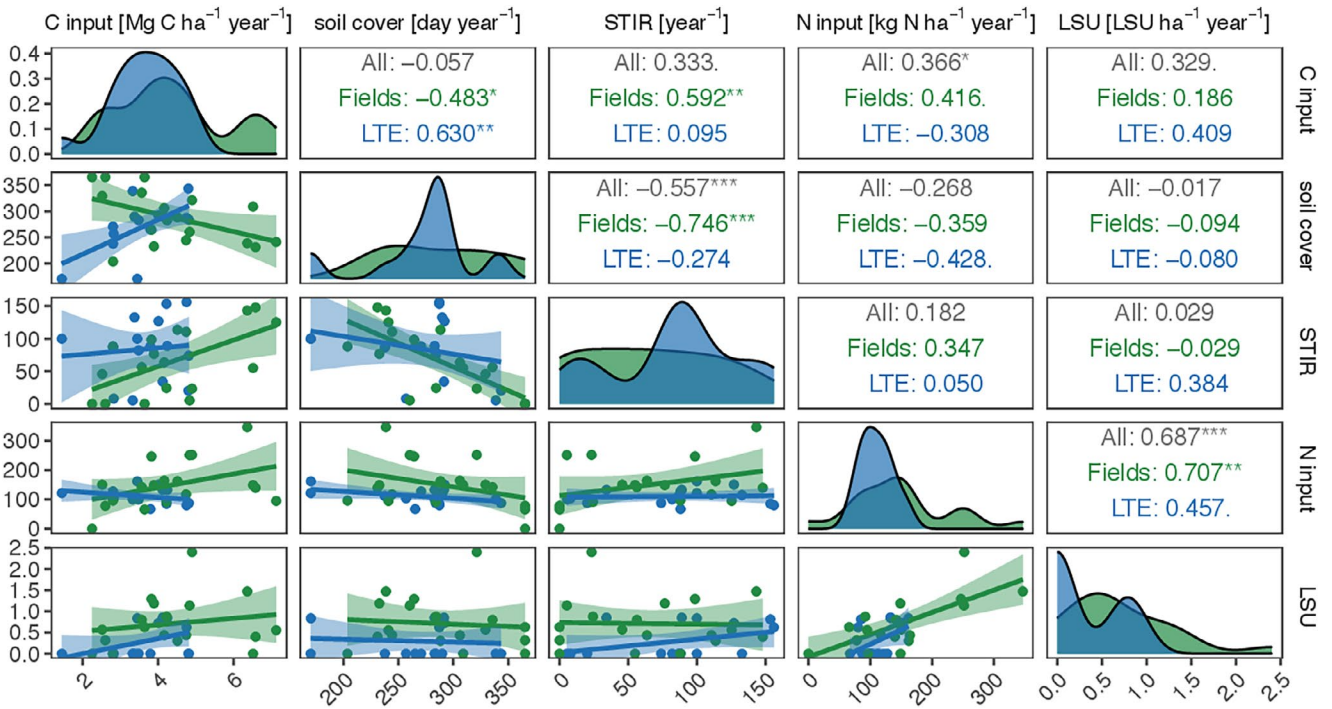 C input [Mg C ha⁻¹ year⁻¹] soil cover [day year⁻¹] STIR [year⁻¹] N input [kg N ha⁻¹ year⁻¹] LSU [LSU ha⁻¹ year⁻¹]
0.4
0.3
0.2
0.1
0.0
All: −0.057
Fields: −0.483*
LTE: 0.630**
All: 0.333.
Fields: 0.592**
LTE: 0.095
All: 0.366*
Fields: 0.416.
LTE: −0.308
All: 0.329.
Fields: 0.186
LTE: 0.409
C input
350
300
250
200
All: −0.557***
Fields: −0.746***
LTE: −0.274
All: −0.268
Fields: −0.359
LTE: −0.428.
All: −0.017
Fields: −0.094
LTE: −0.080
soil cover
150
100
50
0
All: 0.182
Fields: 0.347
LTE: 0.050
All: 0.029
Fields: −0.029
LTE: 0.384
STIR
300
200
100
0
All: 0.687***
Fields: 0.707**
LTE: 0.457.
N input
2.5
2.0
1.5
1.0
0.5
0.0
LSU
2 4 6
200 250 300 350
0 50 100 150
0 100 200 300
0.0 0.5 1.0 1.5 2.0 2.5